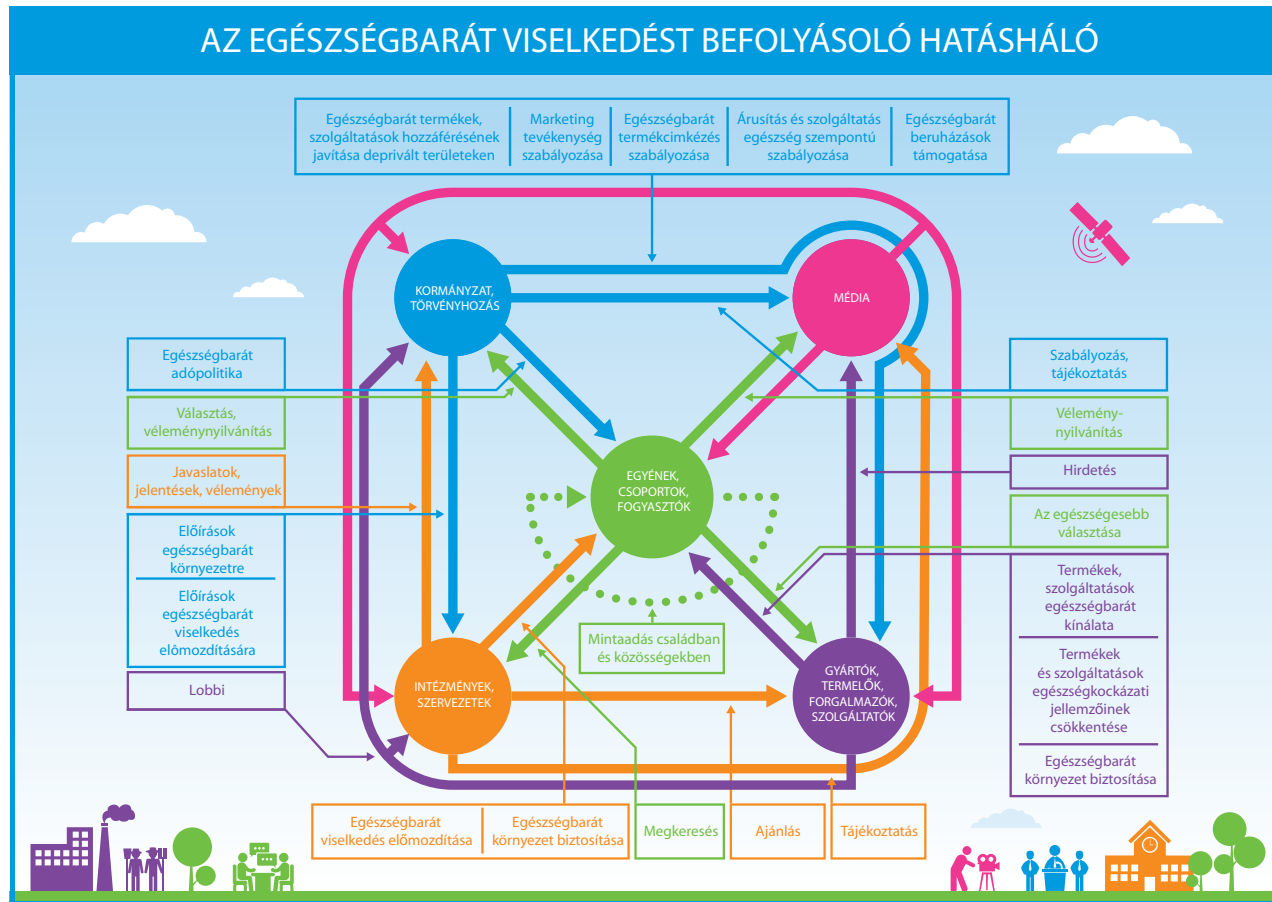 AZ EGÉSZSÉGBARÁT VISELKEDÉST BEFOLYÁSOLÓ HATÁSHÁLÓ
Egészségbarát termékek,
szolgáltatások hozzáférésének
javítása deprivált területeken
Marketing
tevékenység
szabályozása
Egészségbarát
termékcimkézés
szabályozása
Árusítás és szolgáltatás
egészség szempontú
szabályozása
Egészségbarát
beruházások
támogatása
KORMÁNYZAT,
TÖRVÉNYHOZÁS
MÉDIA
Egészségbarát
adópolitika
Választás,
véleménynyilvánítás
Javaslatok,
jelentések, vélemények
Előírások
egészségbarát
környezetre
Előírások
egészségbarát
viselkedés
elômozdítására
Lobbi
EGYÉNEK,
CSOPORTOK,
FOGYASZTÓK
Mintaadás családban
és közösségekben
Szabályozás,
tájékoztatás
Vélemény-
nyilvánítás
Hirdetés
Az egészségesebb
választása
Termékek,
szolgáltatások
egészségbarát
kínálata
Termékek
és szolgáltatások
egészségkockázati
jellemzőinek
csökkentése
Egészségbarát
környezet biztosítása
INTÉZMÉNYEK,
SZERVEZETEK
GYÁRTÓK,
TERMELŐK,
FORGALMAZÓK,
SZOLGÁLTATÓK
Egészségbarát
viselkedés előmozdítása
Egészségbarát
környezet biztosítása
Megkeresés
Ajánlás
Tájékoztatás